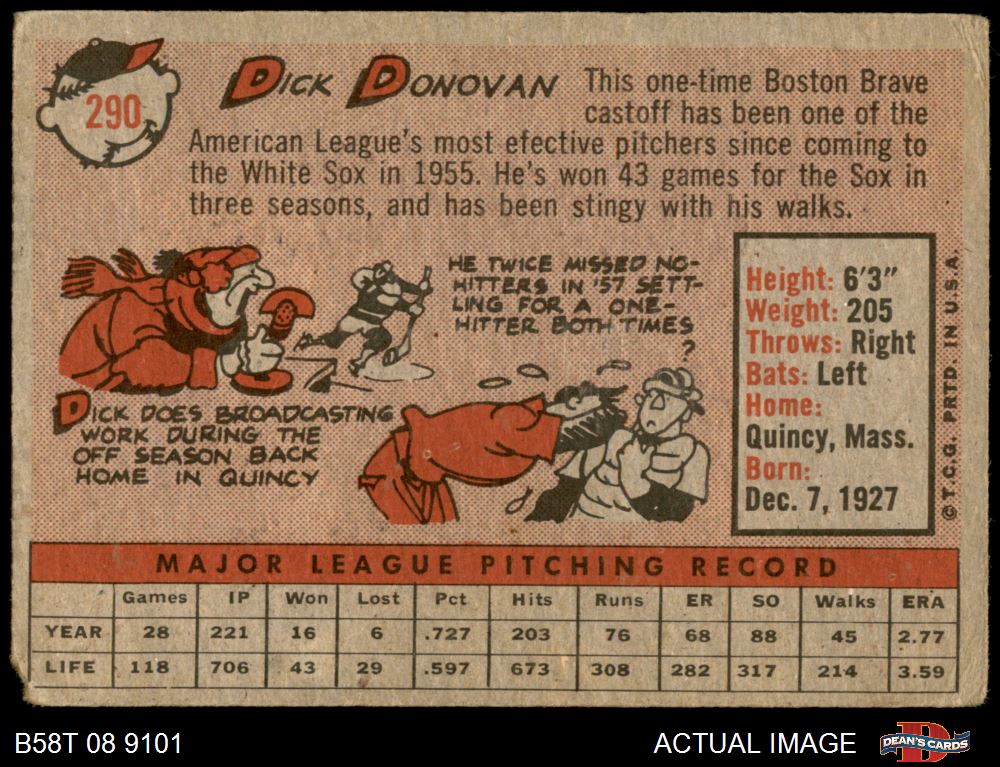 290
DICK DONOVAN
This one-time Boston Brave
castoff has been one of the
American League's most efective pitchers since coming to
the White Sox in 1955. He's won 43 games for the Sox in
three seasons, and has been stingy with his walks.
HE TWICE MISSED NO-
HITTERS IN '57 SETT-
LING FOR A ONE-
HITTER BOTH TIMES
?
DICK DOES BROADCASTING
WORK DURING THE
OFF SEASON BACK
HOME IN QUINCY
Height: 6'3"
Weight: 205
Throws: Right
Bats: Left
Home:
Quincy, Mass.
Born:
Dec. 7, 1927
© T.C.G. PRTD. IN U.S.A.
MAJOR LEAGUE PITCHING RECORD
Games IP Won Lost Pct Hits Runs ER SO Walks ERA
YEAR 28 221 16 6 .727 203 76 68 88 45 2.77
LIFE 118 706 43 29 .597 673 308 282 317 214 3.59
B58T 08 9101
ACTUAL IMAGE
D
DEAN'S CARDS